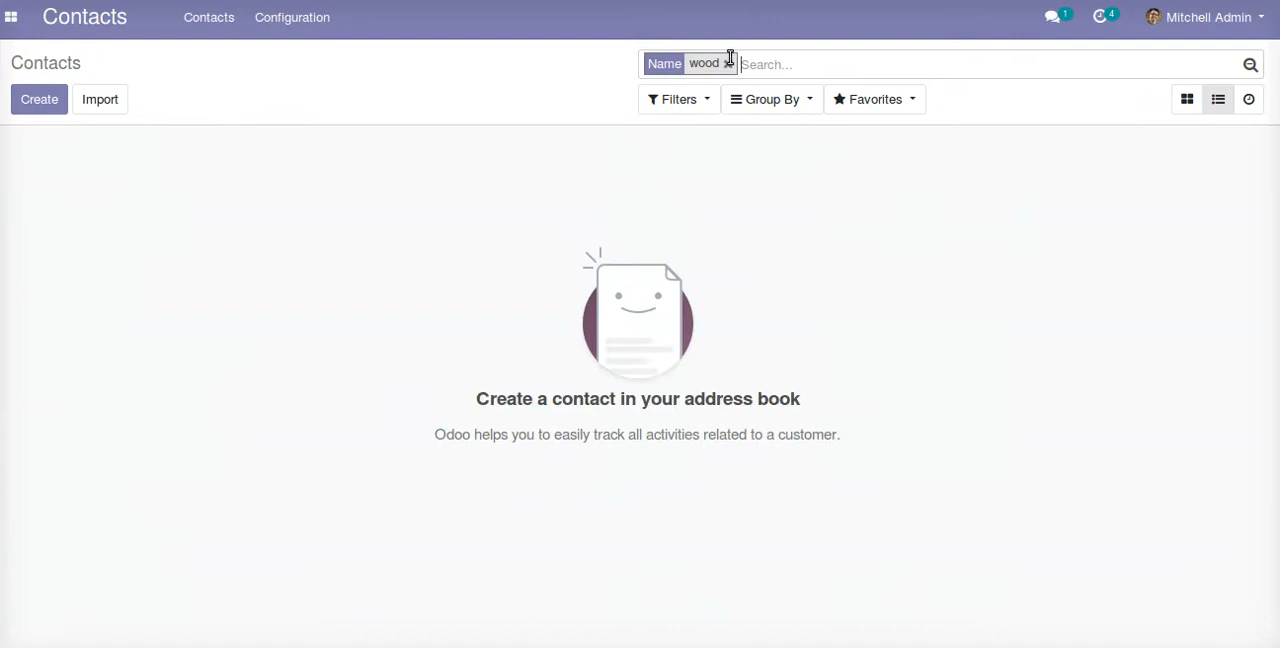 Contacts Contacts Configuration 1 4 Mitchell Admin
Contacts Name wood × Search...
Create Import Filters Group By Favorites
Create a contact in your address book
Odoo helps you to easily track all activities related to a customer.